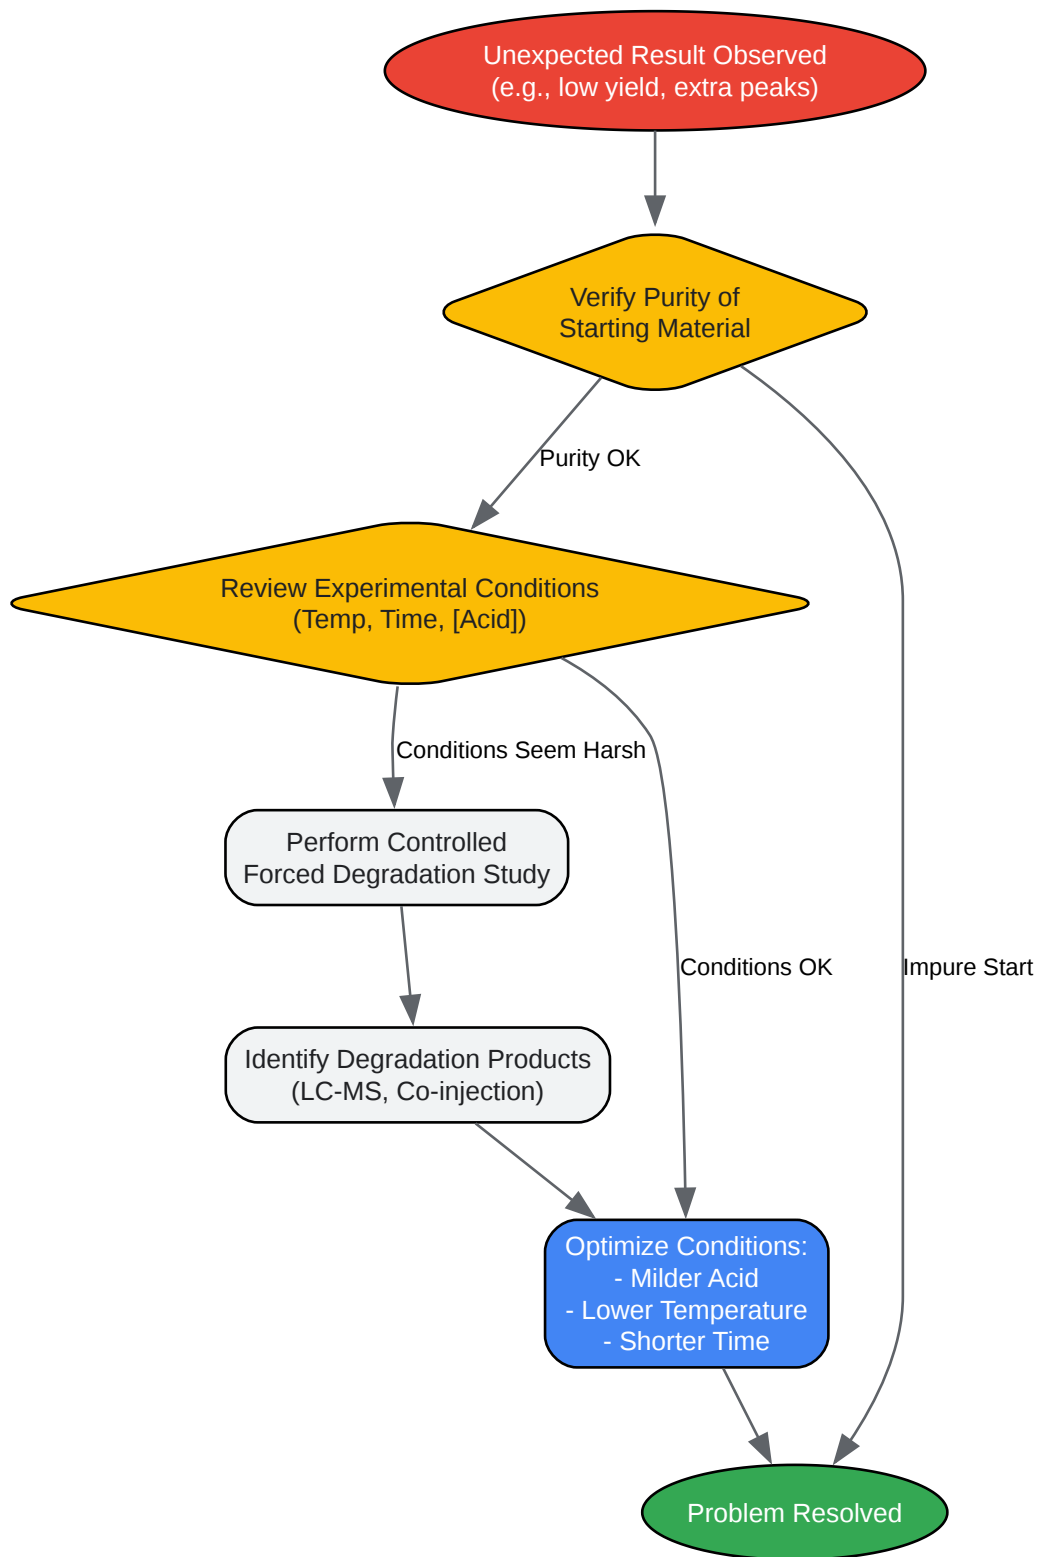 Unexpected Result Observed
(e.g., low yield, extra peaks)
Verify Purity of
Starting Material
Purity OK
Review Experimental Conditions
(Temp, Time, [Acid])
Conditions Seem Harsh
Perform Controlled
Forced Degradation Study
Conditions OK
Impure Start
Identify Degradation Products
(LC-MS, Co-injection)
Optimize Conditions:
- Milder Acid
- Lower Temperature
- Shorter Time
Problem Resolved